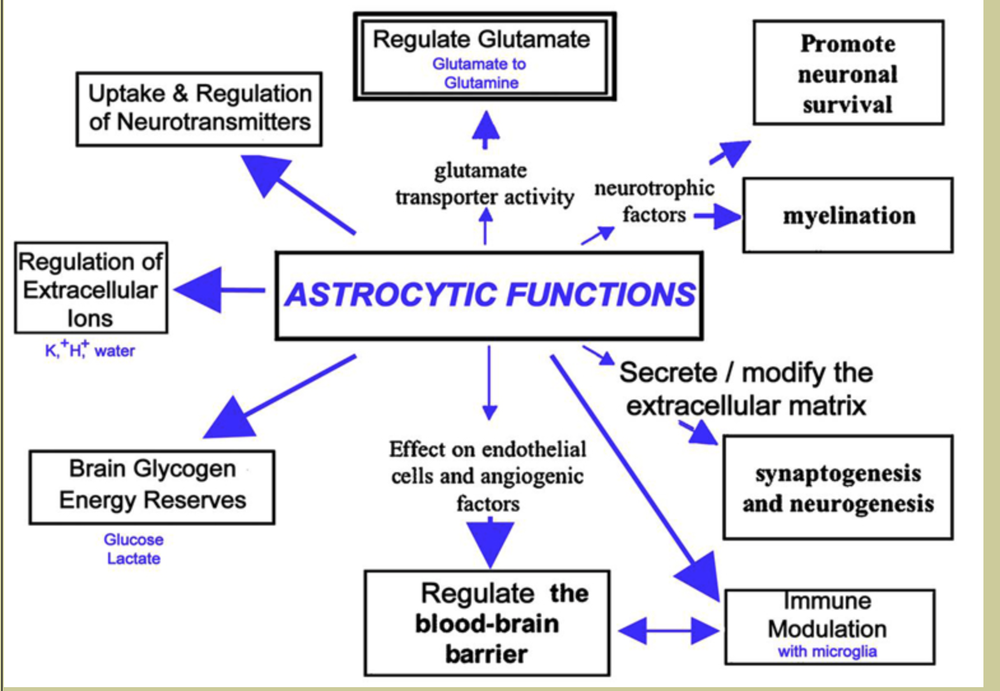 Regulate Glutamate
Glutamate to
Glutamine
Promote
neuronal
survival
Uptake & Regulation
of Neurotransmitters
glutamate
transporter activity
neurotrophic
factors
myelination
Regulation of
Extracellular
Ions
K,⁺H,⁺ water
ASTROCYTIC FUNCTIONS
Secrete / modify the
extracellular matrix
synaptogenesis
and neurogenesis
Brain Glycogen
Energy Reserves
Glucose
Lactate
Effect on endothelial
cells and angiogenic
factors
Regulate the
blood-brain
barrier
Immune
Modulation
with microglia